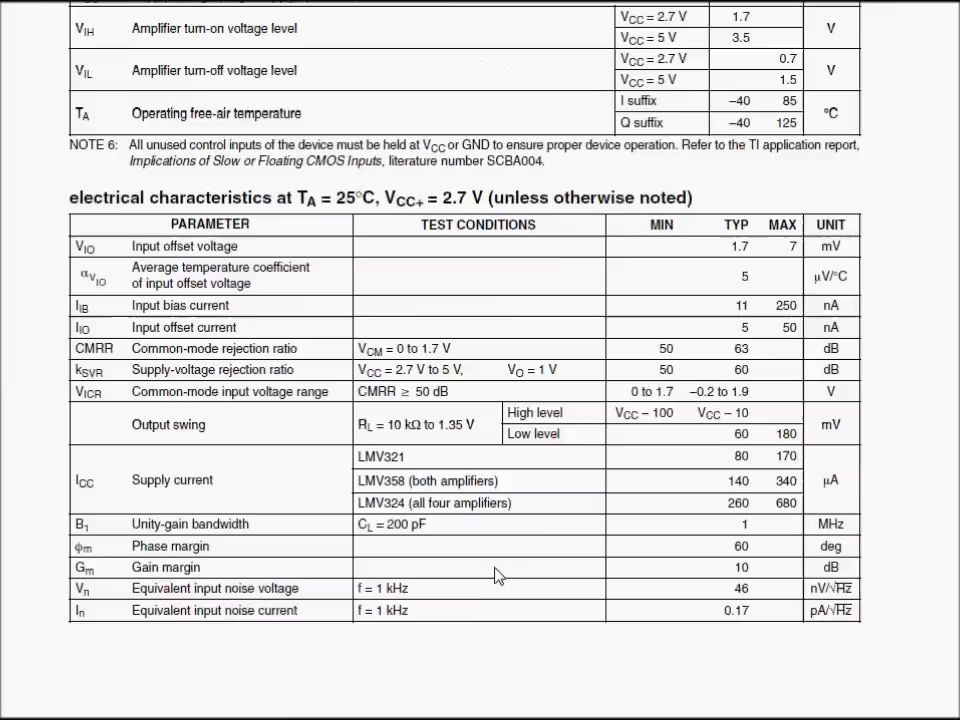 VIH Amplifier turn-on voltage level VCC = 2.7 V 1.7 V
VCC = 5 V 3.5
VIL Amplifier turn-off voltage level VCC = 2.7 V 0.7 V
VCC = 5 V 1.5
TA Operating free-air temperature I suffix −40 85 °C
Q suffix −40 125
NOTE 6: All unused control inputs of the device must be held at VCC or GND to ensure proper device operation. Refer to the TI application report,
Implications of Slow or Floating CMOS Inputs, literature number SCBA004.
electrical characteristics at TA = 25°C, VCC+ = 2.7 V (unless otherwise noted)
PARAMETER TEST CONDITIONS MIN TYP MAX UNIT
VIO Input offset voltage 1.7 7 mV
αVIO Average temperature coefficient
of input offset voltage 5 μV/°C
IIB Input bias current 11 250 nA
IIO Input offset current 5 50 nA
CMRR Common-mode rejection ratio VCM = 0 to 1.7 V 50 63 dB
kSVR Supply-voltage rejection ratio VCC = 2.7 V to 5 V, VO = 1 V 50 60 dB
VICR Common-mode input voltage range CMRR ≥ 50 dB 0 to 1.7 −0.2 to 1.9 V
Output swing RL = 10 kΩ to 1.35 V High level VCC − 100 VCC − 10 mV
Low level 60 180
ICC Supply current LMV321 80 170 μA
LMV358 (both amplifiers) 140 340
LMV324 (all four amplifiers) 260 680
B1 Unity-gain bandwidth CL = 200 pF 1 MHz
φm Phase margin 60 deg
Gm Gain margin 10 dB
Vn Equivalent input noise voltage f = 1 kHz 46 nV/√Hz
In Equivalent input noise current f = 1 kHz 0.17 pA/√Hz